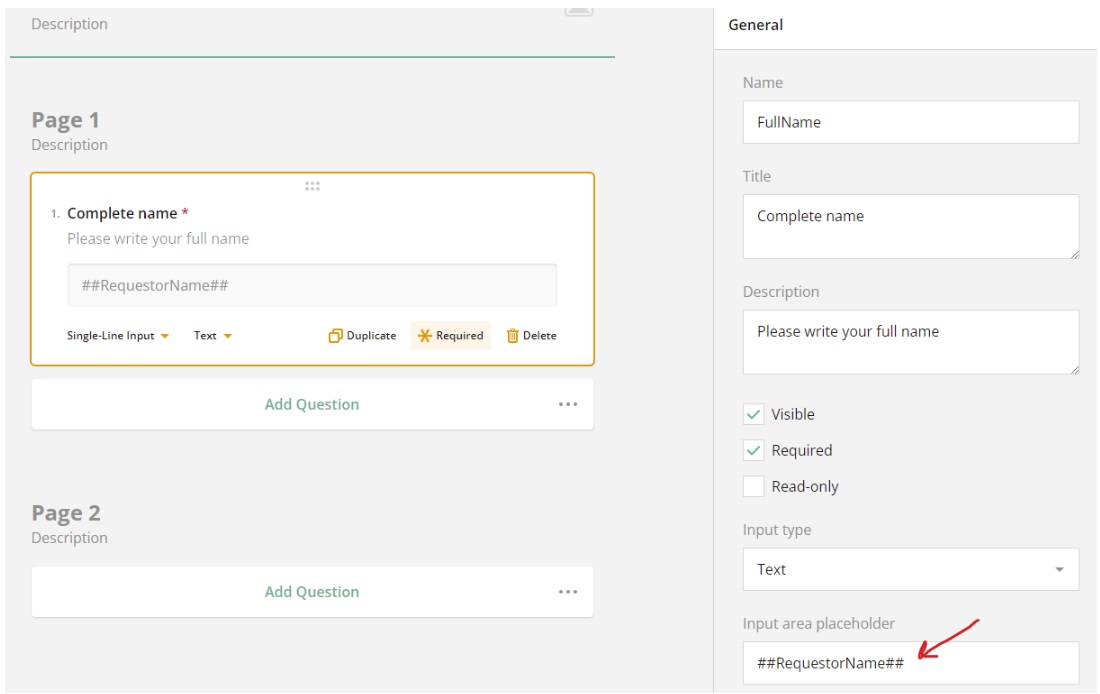 Description
Page 1
Description
1. Complete name *
Please write your full name
##RequestorName##
Single-Line Input Text Duplicate Required Delete
Add Question
Page 2
Description
Add Question
General
Name
FullName
Title
Complete name
Description
Please write your full name
Visible
Required
Read-only
Input type
Text
Input area placeholder
##RequestorName##